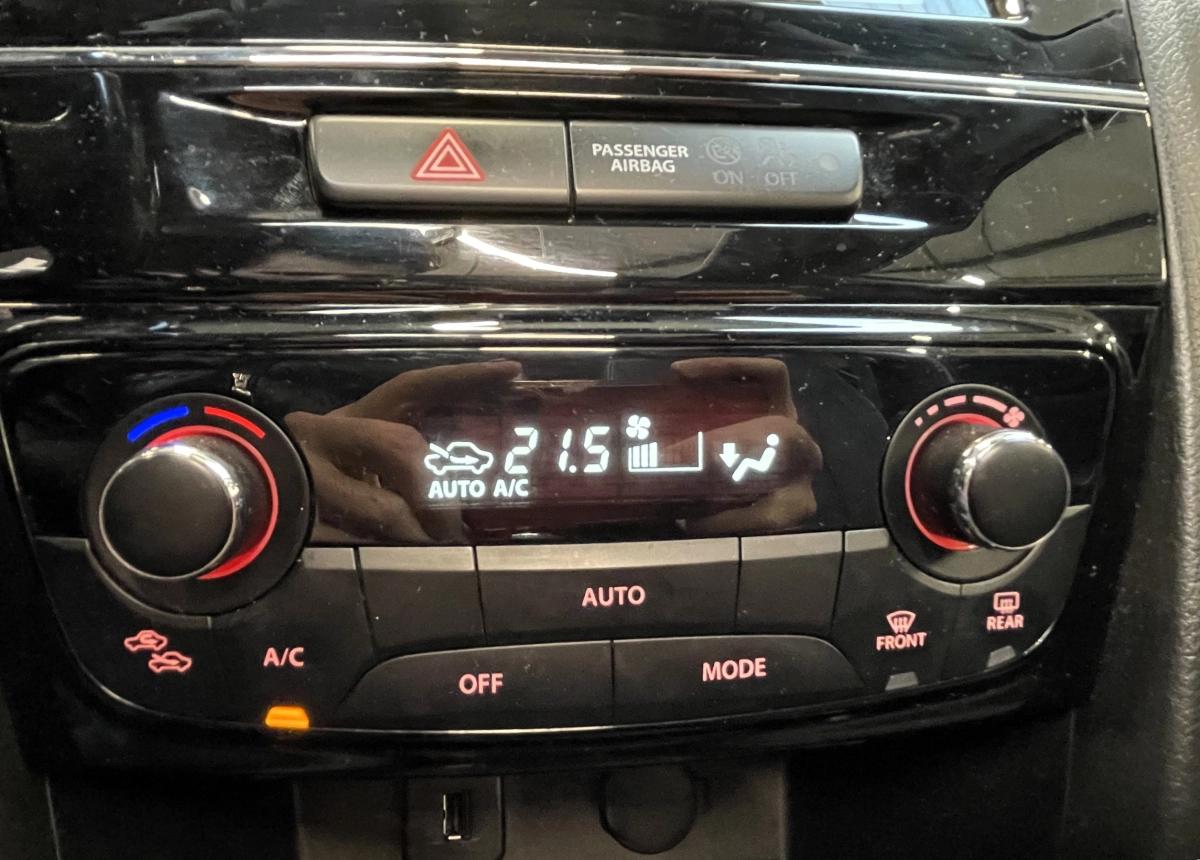 PASSENGER
AIRBAG
ON OFF
21.5
AUTO A/C
AUTO
A/C
OFF
MODE
FRONT
REAR